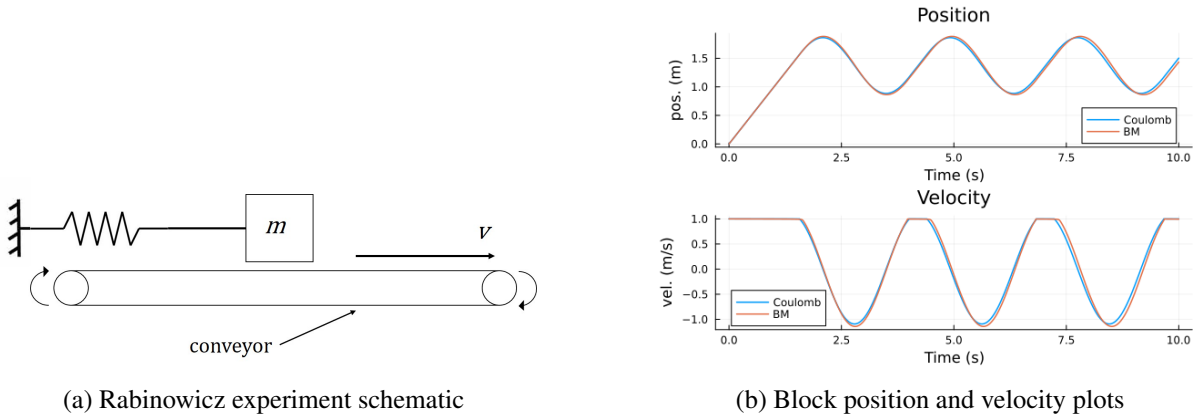 m
v
conveyor
(a) Rabinowicz experiment schematic
Position
pos. (m)
1.5
1.0
0.5
0.0
Coulomb
BM
0.0 2.5 5.0 7.5 10.0
Time (s)
Velocity
vel. (m/s)
1.0
0.5
0.0
−0.5
−1.0
Coulomb
BM
0.0 2.5 5.0 7.5 10.0
Time (s)
(b) Block position and velocity plots